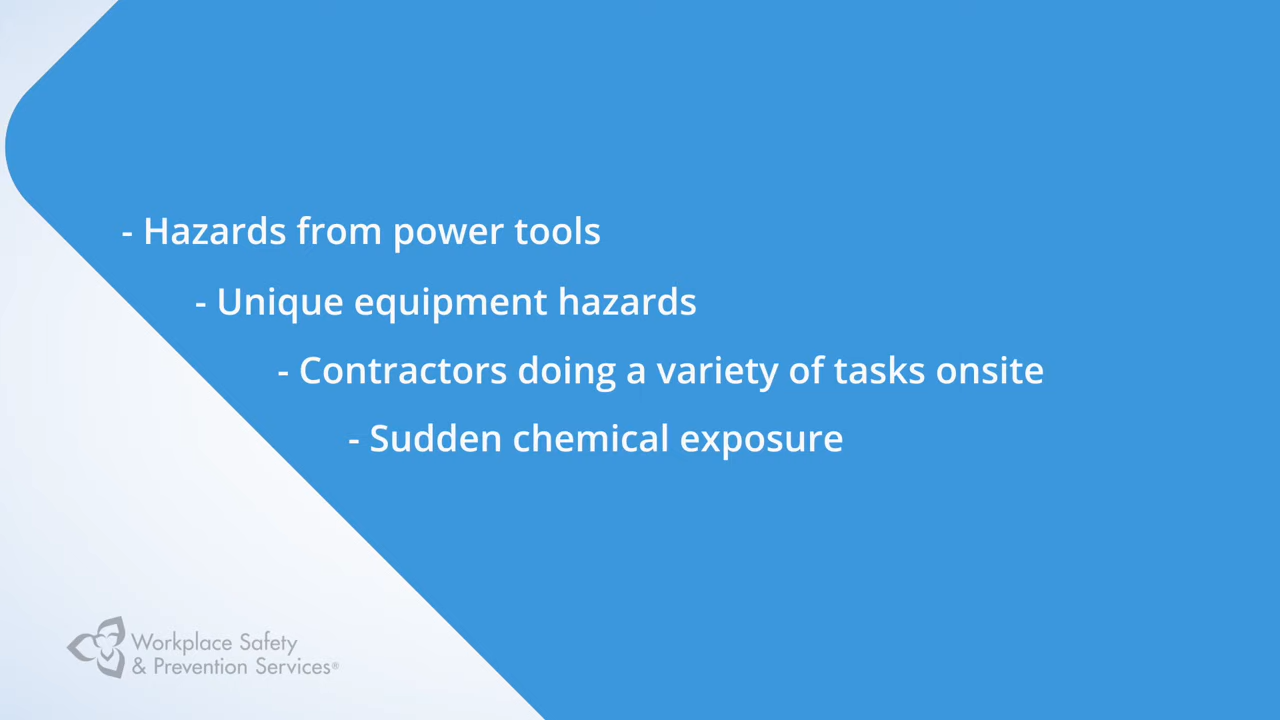 - Hazards from power tools
- Unique equipment hazards
- Contractors doing a variety of tasks onsite
- Sudden chemical exposure
Workplace Safety
& Prevention Services®